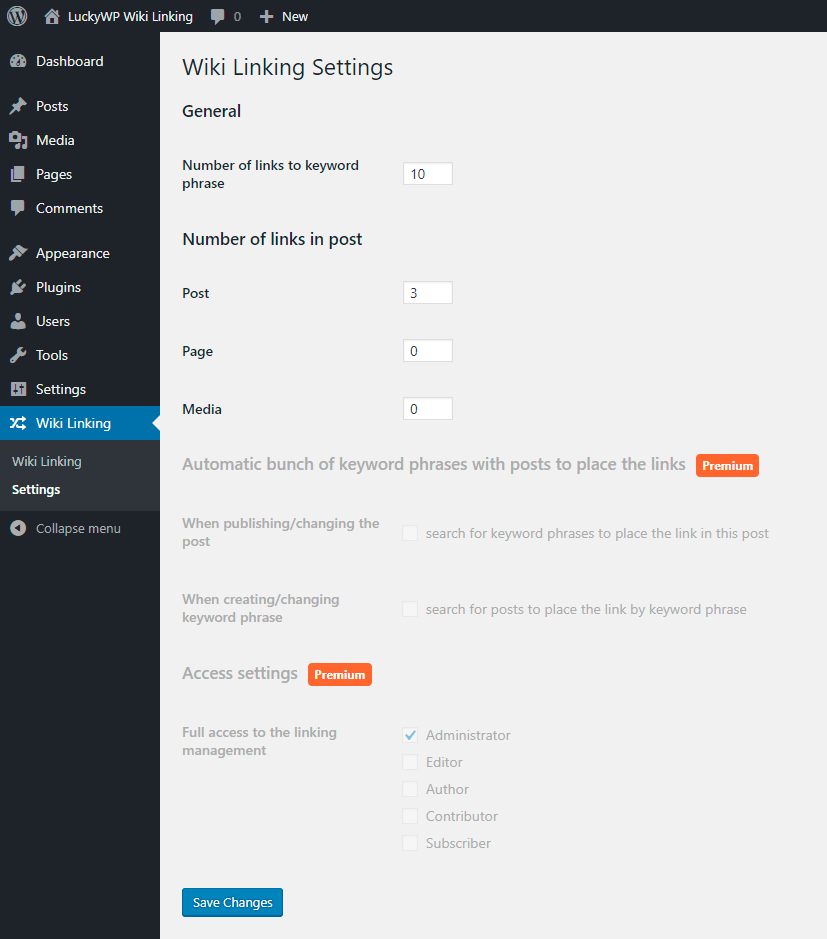 LuckyWP Wiki Linking 0 New
Dashboard
Posts
Media
Pages
Comments
Appearance
Plugins
Users
Tools
Settings
Wiki Linking
Wiki Linking
Settings
Collapse menu
Wiki Linking Settings
General
Number of links to keyword
phrase
10
Number of links in post
Post 3
Page 0
Media 0
Automatic bunch of keyword phrases with posts to place the links Premium
When publishing/changing the
post
search for keyword phrases to place the link in this post
When creating/changing
keyword phrase
search for posts to place the link by keyword phrase
Access settings Premium
Full access to the linking
management
Administrator
Editor
Author
Contributor
Subscriber
Save Changes